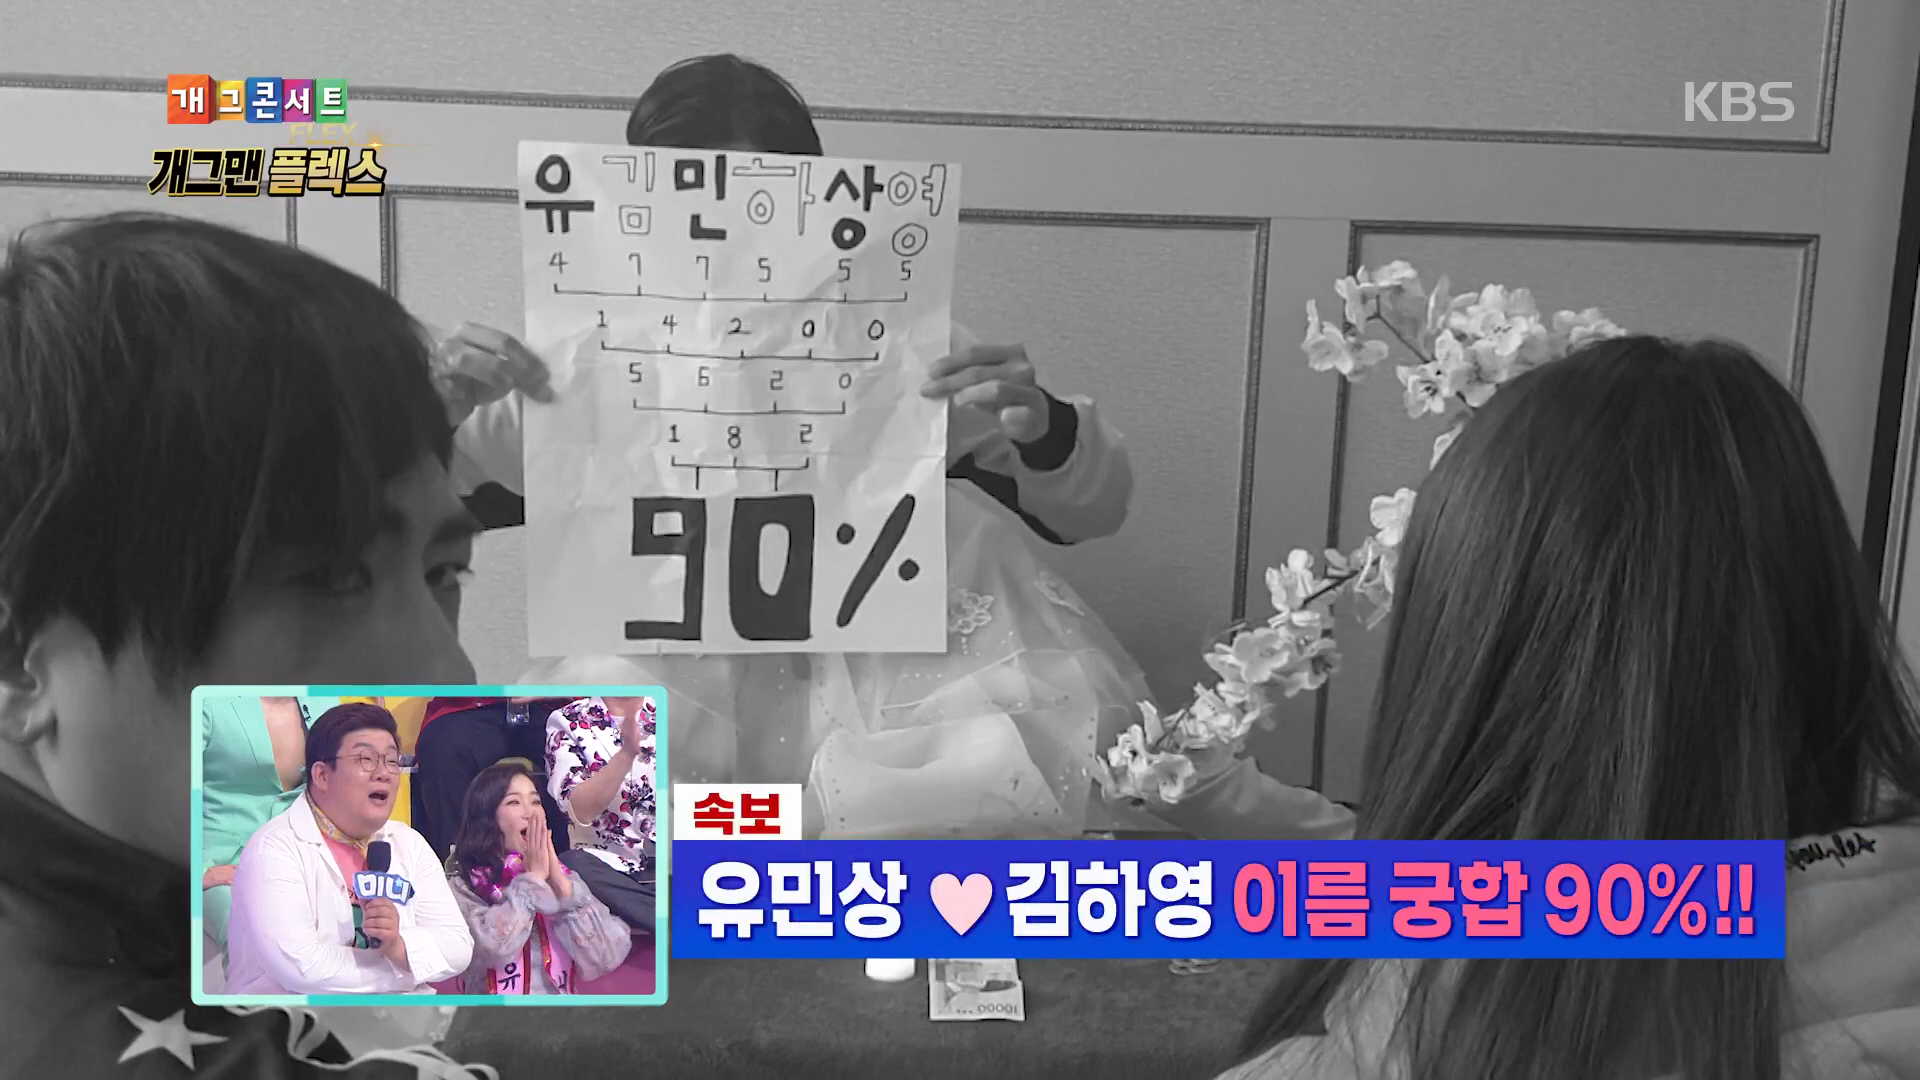 개그콘서트
KBS
FLEX
개그맨 플렉스
유김민하상영
4 7 7 5 5 5
1 4 2 0 0
5 6 2 0
1 8 2
90%
속보
유민상 ♥ 김하영 이름 궁합 90%!!
미니
유
10000